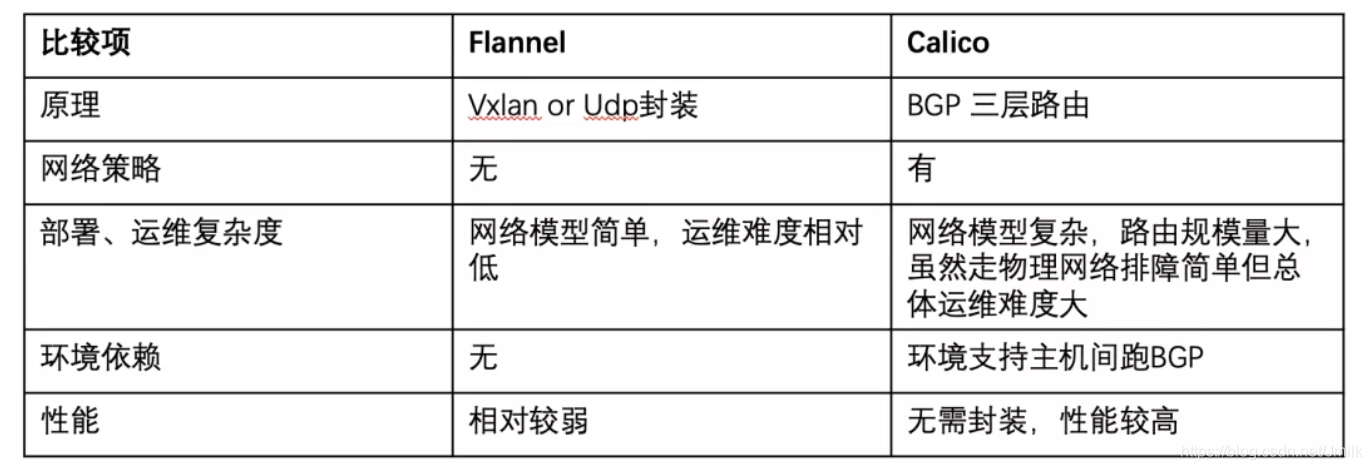 比较项
Flannel
Calico
原理
Vxlan or Udp封装
BGP 三层路由
网络策略
无
有
部署、运维复杂度
网络模型简单，运维难度相对
低
网络模型复杂，路由规模量大，
虽然走物理网络排障简单但总
体运维难度大
环境依赖
无
环境支持主机间跑BGP
性能
相对较弱
无需封装，性能较高
https://blog.csdn.net/Jmilk